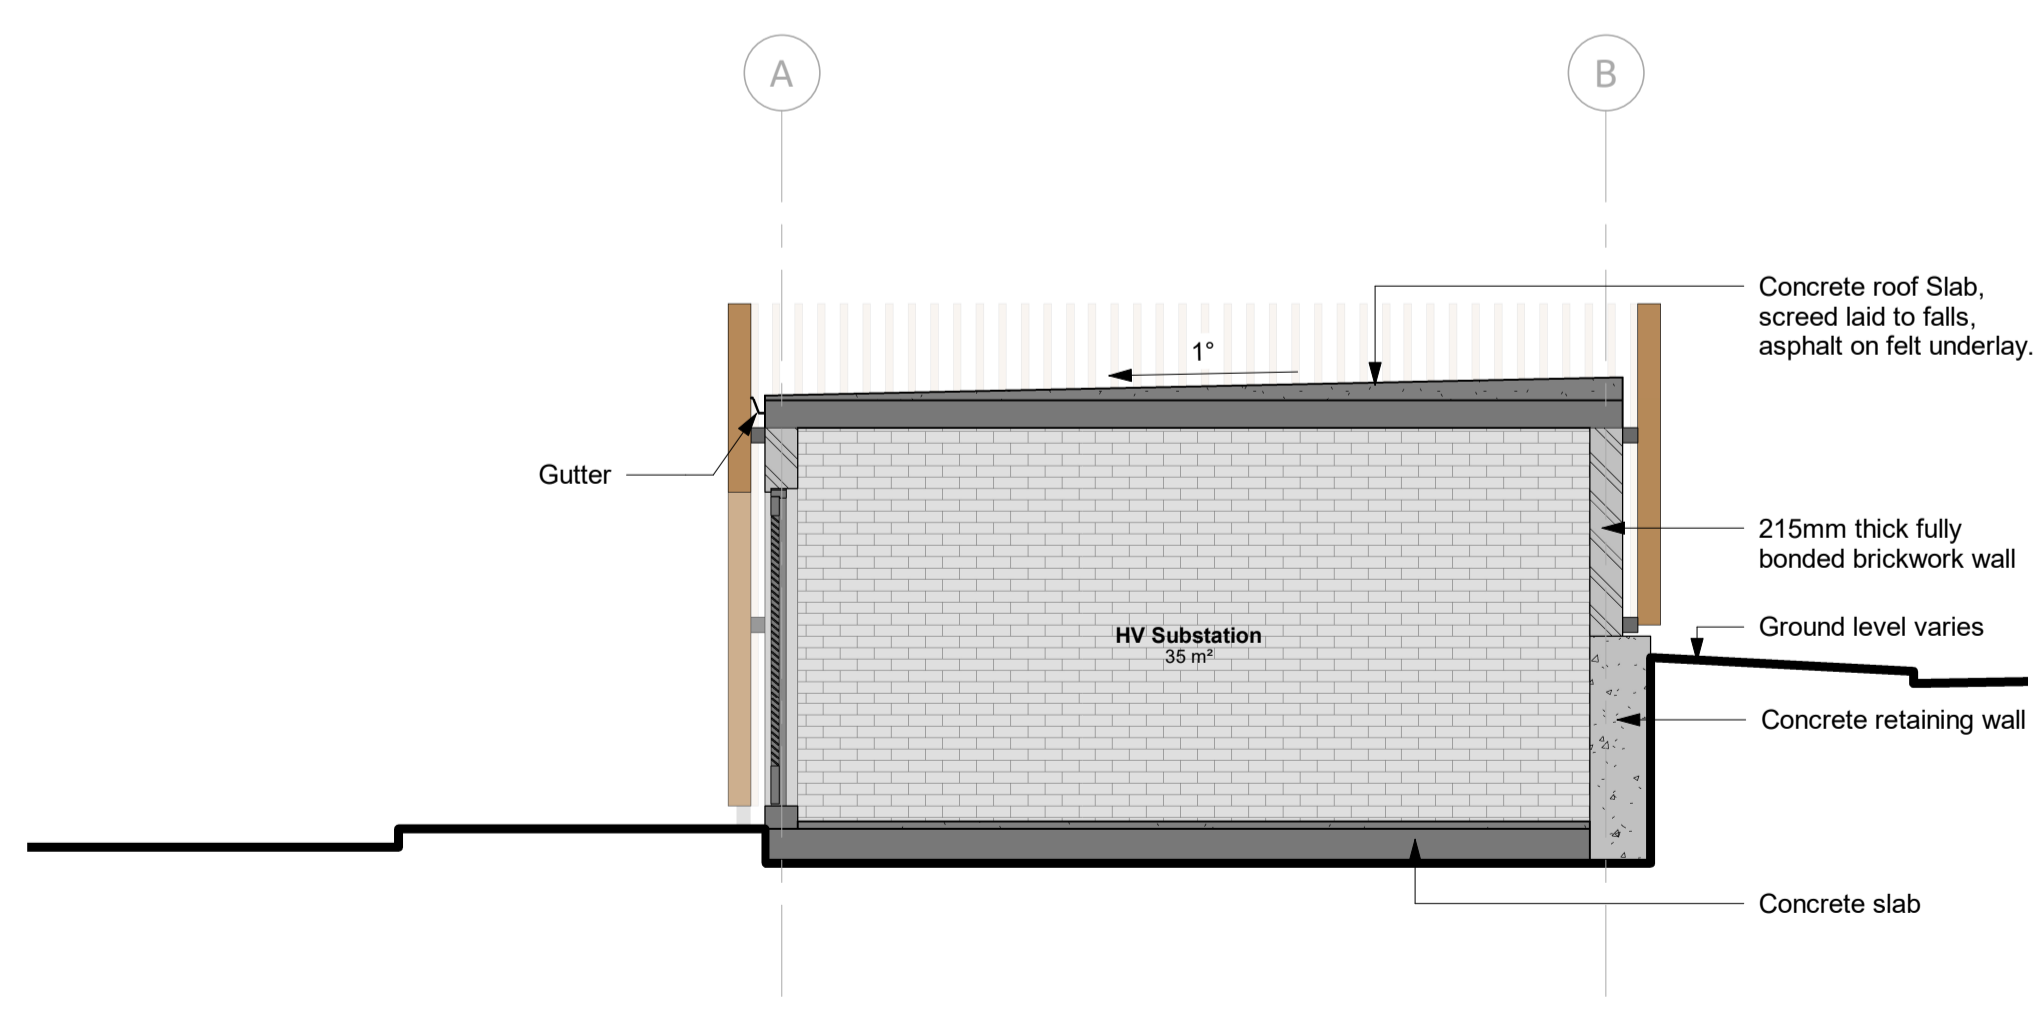 A
B
Concrete roof Slab,
screed laid to falls,
asphalt on felt underlay.
1°
Gutter
215mm thick fully
bonded brickwork wall
Ground level varies
HV Substation
35 m²
Concrete retaining wall
Concrete slab